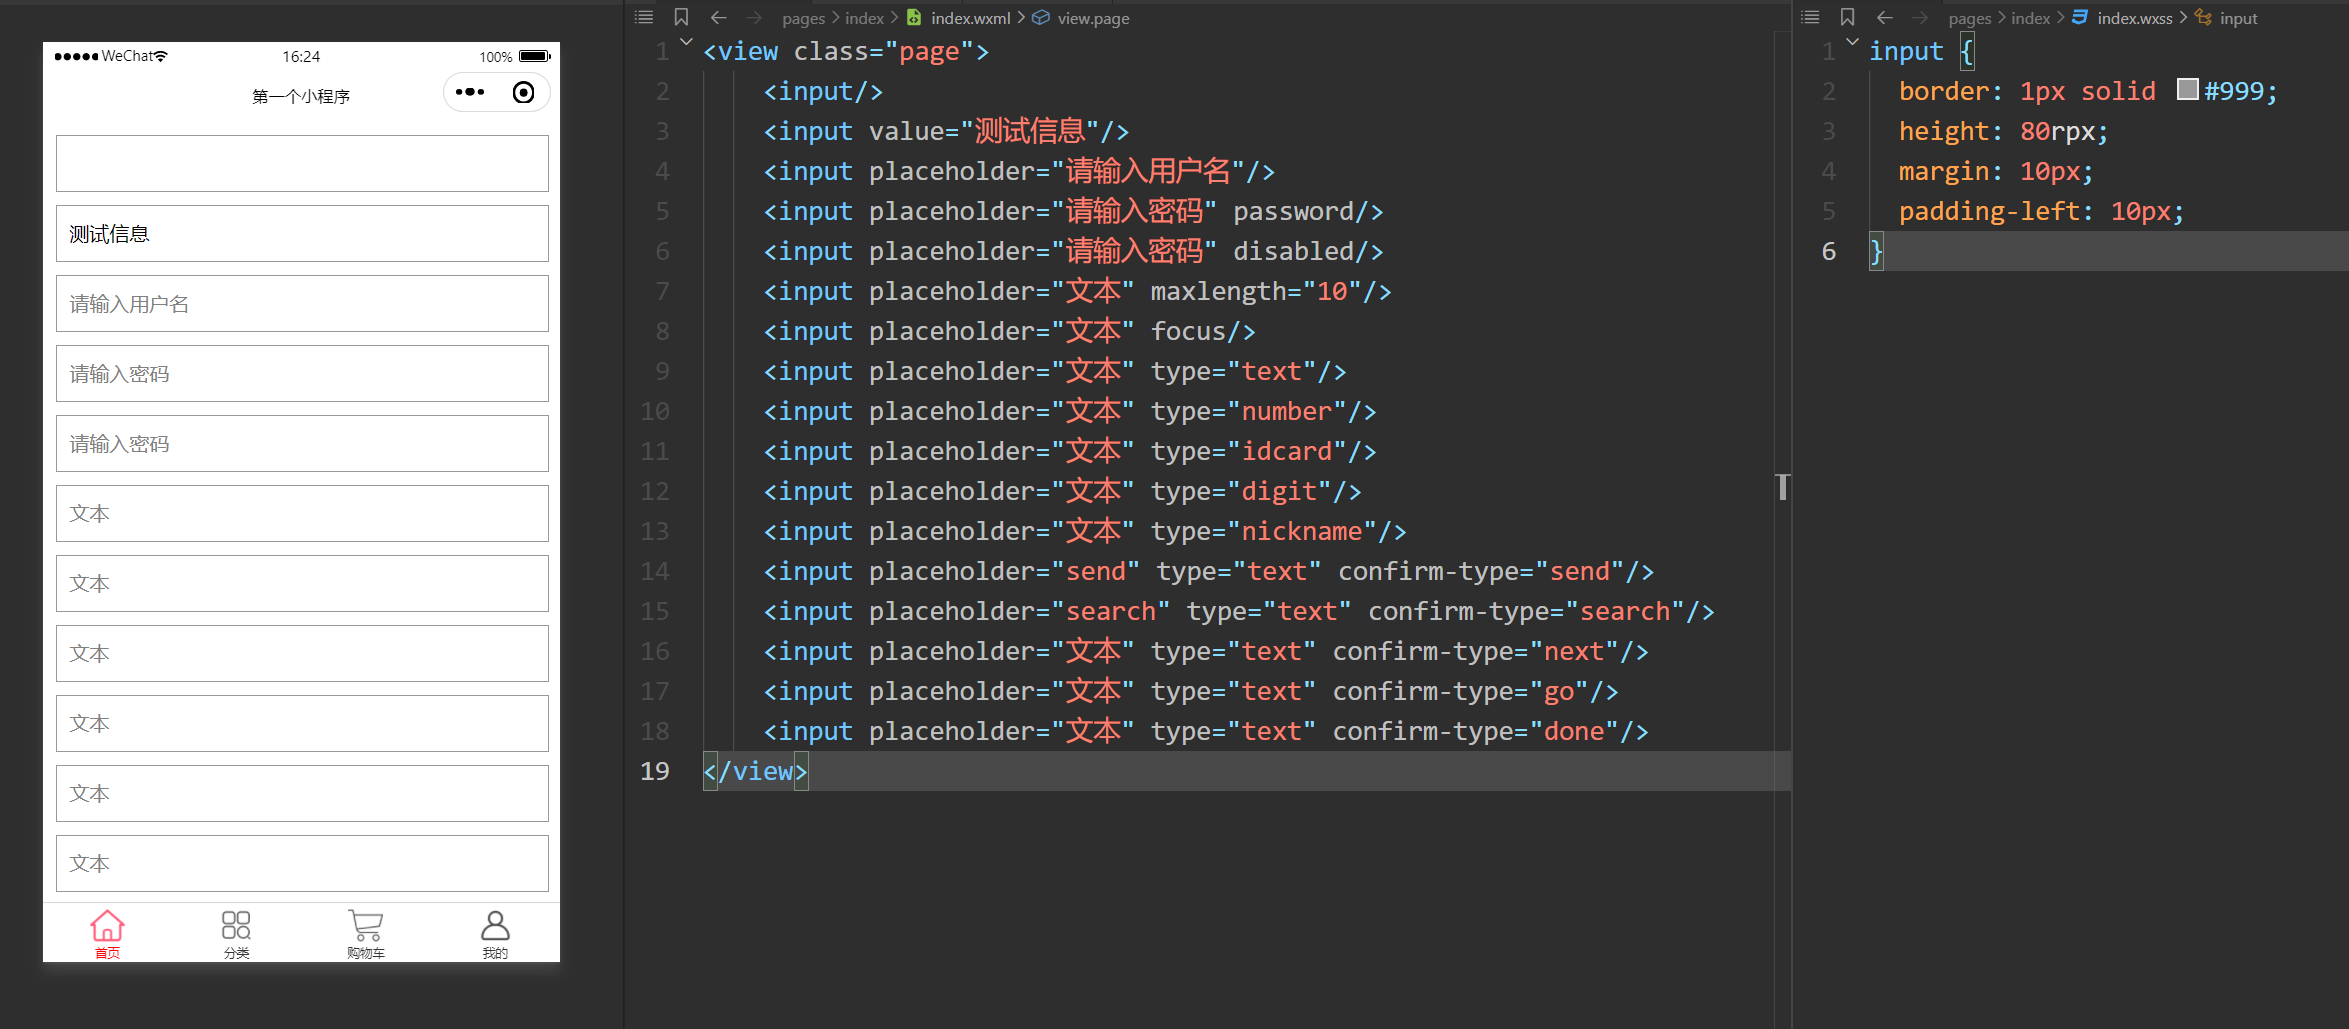 WeChat 16:24 100%
第一个小程序
测试信息
请输入用户名
请输入密码
请输入密码
文本
文本
文本
文本
文本
文本
首页 分类 购物车 我的
pages > index > index.wxml > view.page
1 <view class="page">
2 <input/>
3 <input value="测试信息"/>
4 <input placeholder="请输入用户名"/>
5 <input placeholder="请输入密码" password/>
6 <input placeholder="请输入密码" disabled/>
7 <input placeholder="文本" maxlength="10"/>
8 <input placeholder="文本" focus/>
9 <input placeholder="文本" type="text"/>
10 <input placeholder="文本" type="number"/>
11 <input placeholder="文本" type="idcard"/>
12 <input placeholder="文本" type="digit"/>
13 <input placeholder="文本" type="nickname"/>
14 <input placeholder="send" type="text" confirm-type="send"/>
15 <input placeholder="search" type="text" confirm-type="search"/>
16 <input placeholder="文本" type="text" confirm-type="next"/>
17 <input placeholder="文本" type="text" confirm-type="go"/>
18 <input placeholder="文本" type="text" confirm-type="done"/>
19 </view>
pages > index > index.wxss > input
1 input {
2 border: 1px solid #999;
3 height: 80rpx;
4 margin: 10px;
5 padding-left: 10px;
6 }